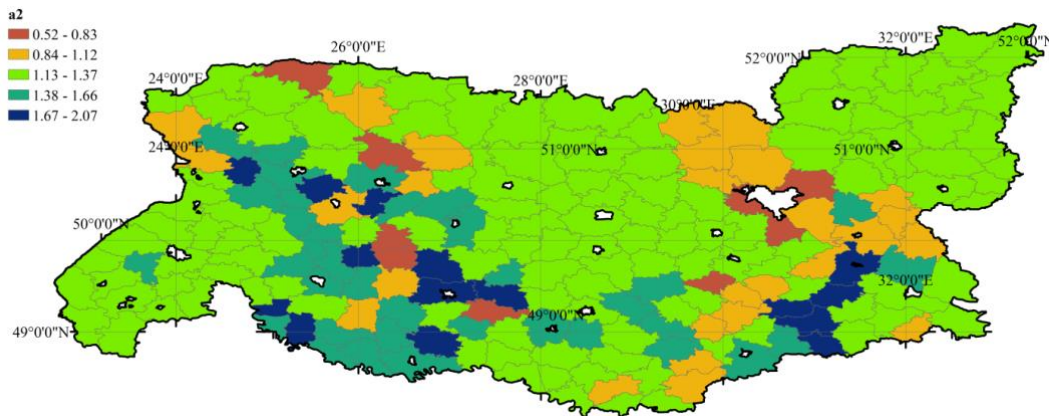 a2
0.52 - 0.83
0.84 - 1.12
1.13 - 1.37
1.38 - 1.66
1.67 - 2.07
26°0'0"E
32°0'0"E
52°0'0"N
52°0'0"N
24°0'0"E
28°0'0"E
30°0'0"E
24°0'0"E
51°0'0"N
51°0'0"N
50°0'0"N
32°0'0"E
49°0'0"N
49°0'0"N